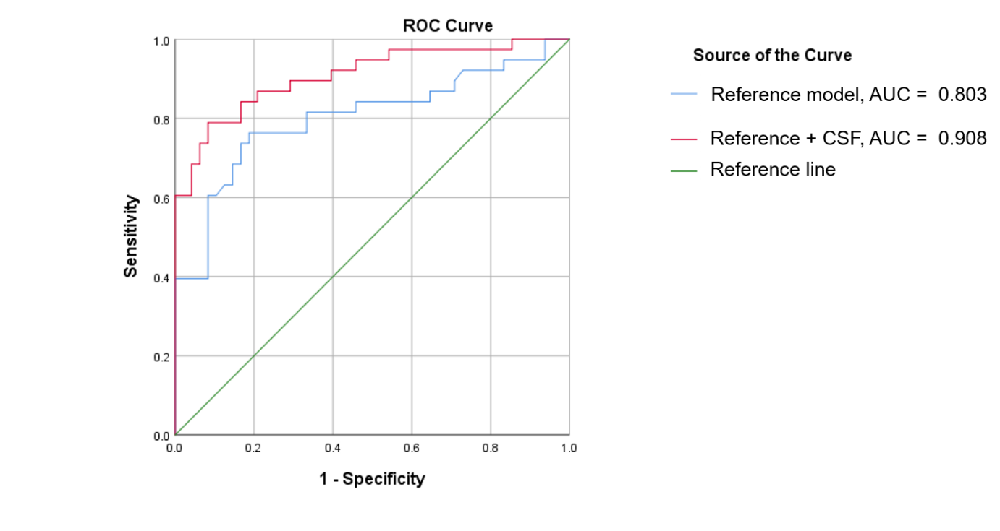 ROC Curve
1.0
0.8
0.6
0.4
0.2
0.0
Sensitivity
0.0 0.2 0.4 0.6 0.8 1.0
1 - Specificity
Source of the Curve
Reference model, AUC = 0.803
Reference + CSF, AUC = 0.908
Reference line